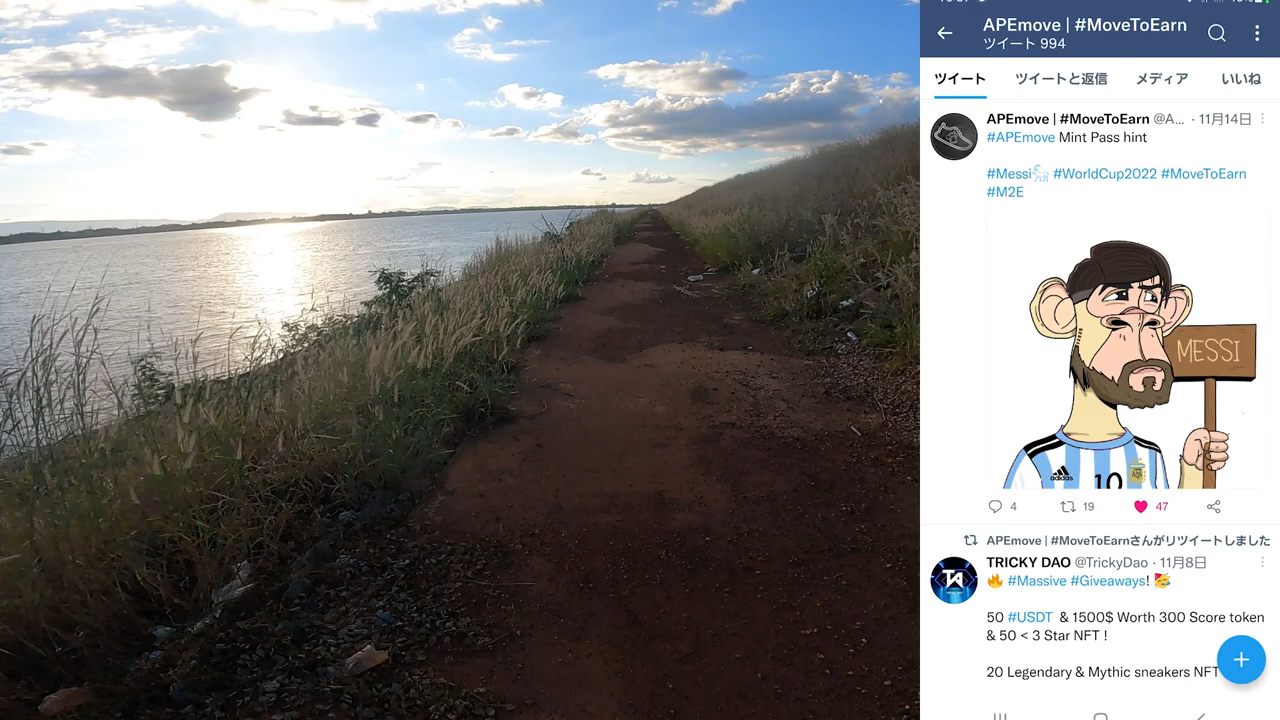 APEmove | #MoveToEarn
ツイート 994
ツイート ツイートと返信 メディア いいね
APEmove | #MoveToEarn @A... · 11月14日
#APEmove Mint Pass hint
#Messi🐐 #WorldCup2022 #MoveToEarn
#M2E
MESSI
adidas
10
4 19 47
APEmove | #MoveToEarnさんがリツイートしました
TRICKY DAO @TrickyDao · 11月8日
🔥 #Massive #Giveaways! 🥳
50 #USDT & 1500$ Worth 300 Score token
& 50 < 3 Star NFT !
20 Legendary & Mythic sneakers NFT